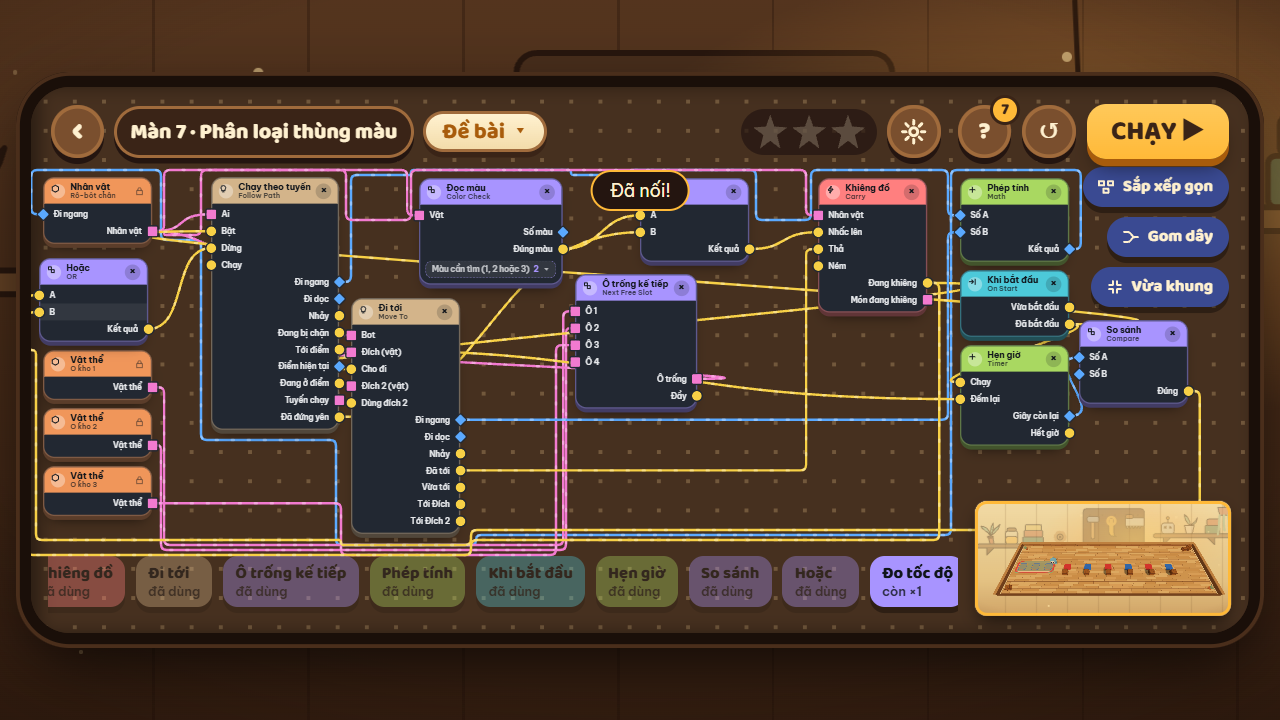 Màn 7 · Phân loại thùng màu
Đề bài
?
7
CHẠY
Sắp xếp gọn
Gom dây
Vừa khung
Đã nối!
Nhân vật
Rô-bốt chân
Đi ngang
Nhân vật
Hoặc
OR
A
B
Kết quả
Vật thể
Ô kho 1
Vật thể
Vật thể
Ô kho 2
Vật thể
Vật thể
Ô kho 3
Vật thể
Chạy theo tuyến
Follow Path
Ai
Bật
Dừng
Chạy
Đi ngang
Đi dọc
Nhảy
Đang bị chặn
Tới điểm
Điểm hiện tại
Đang ở điểm
Tuyến chạy
Đã đứng yên
Đi tới
Move To
Bot
Đích (vật)
Cho đi
Đích 2 (vật)
Dùng đích 2
Đi ngang
Đi dọc
Nhảy
Đã tới
Vừa tới
Tới Đích
Tới Đích 2
Đọc màu
Color Check
Vật
Số màu
Đúng màu
Màu cần tìm (1, 2 hoặc 3) 2
A
B
Kết quả
Ô trống kế tiếp
Next Free Slot
Ô 1
Ô 2
Ô 3
Ô 4
Ô trống
Đầy
Khiêng đồ
Carry
Nhân vật
Nhấc lên
Thả
Ném
Đang khiêng
Món đang khiêng
Phép tính
Math
Số A
Số B
Kết quả
Khi bắt đầu
On Start
Vừa bắt đầu
Đã bắt đầu
Hẹn giờ
Timer
Chạy
Đếm lại
Giây còn lại
Hết giờ
So sánh
Compare
Số A
Số B
Đúng
hiêng đồ
ã dùng
Đi tới
đã dùng
Ô trống kế tiếp
đã dùng
Phép tính
đã dùng
Khi bắt đầu
đã dùng
Hẹn giờ
đã dùng
So sánh
đã dùng
Hoặc
đã dùng
Đo tốc độ
còn ×1